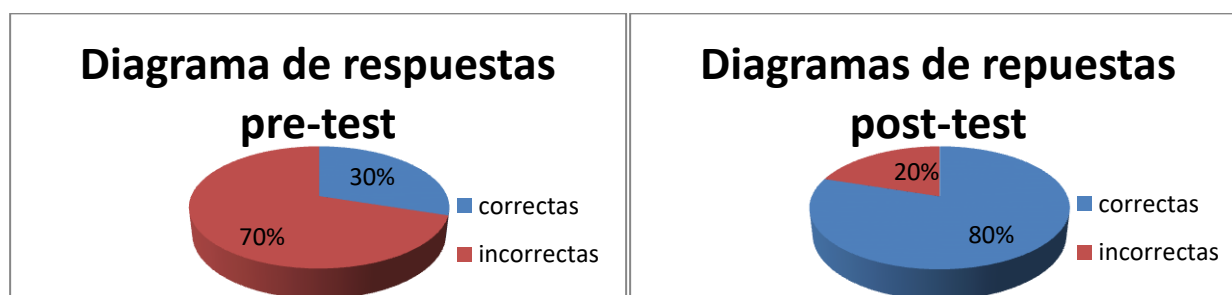 Diagrama de respuestas
pre-test
30%
70%
correctas
incorrectas
Diagramas de repuestas
post-test
20%
80%
correctas
incorrectas